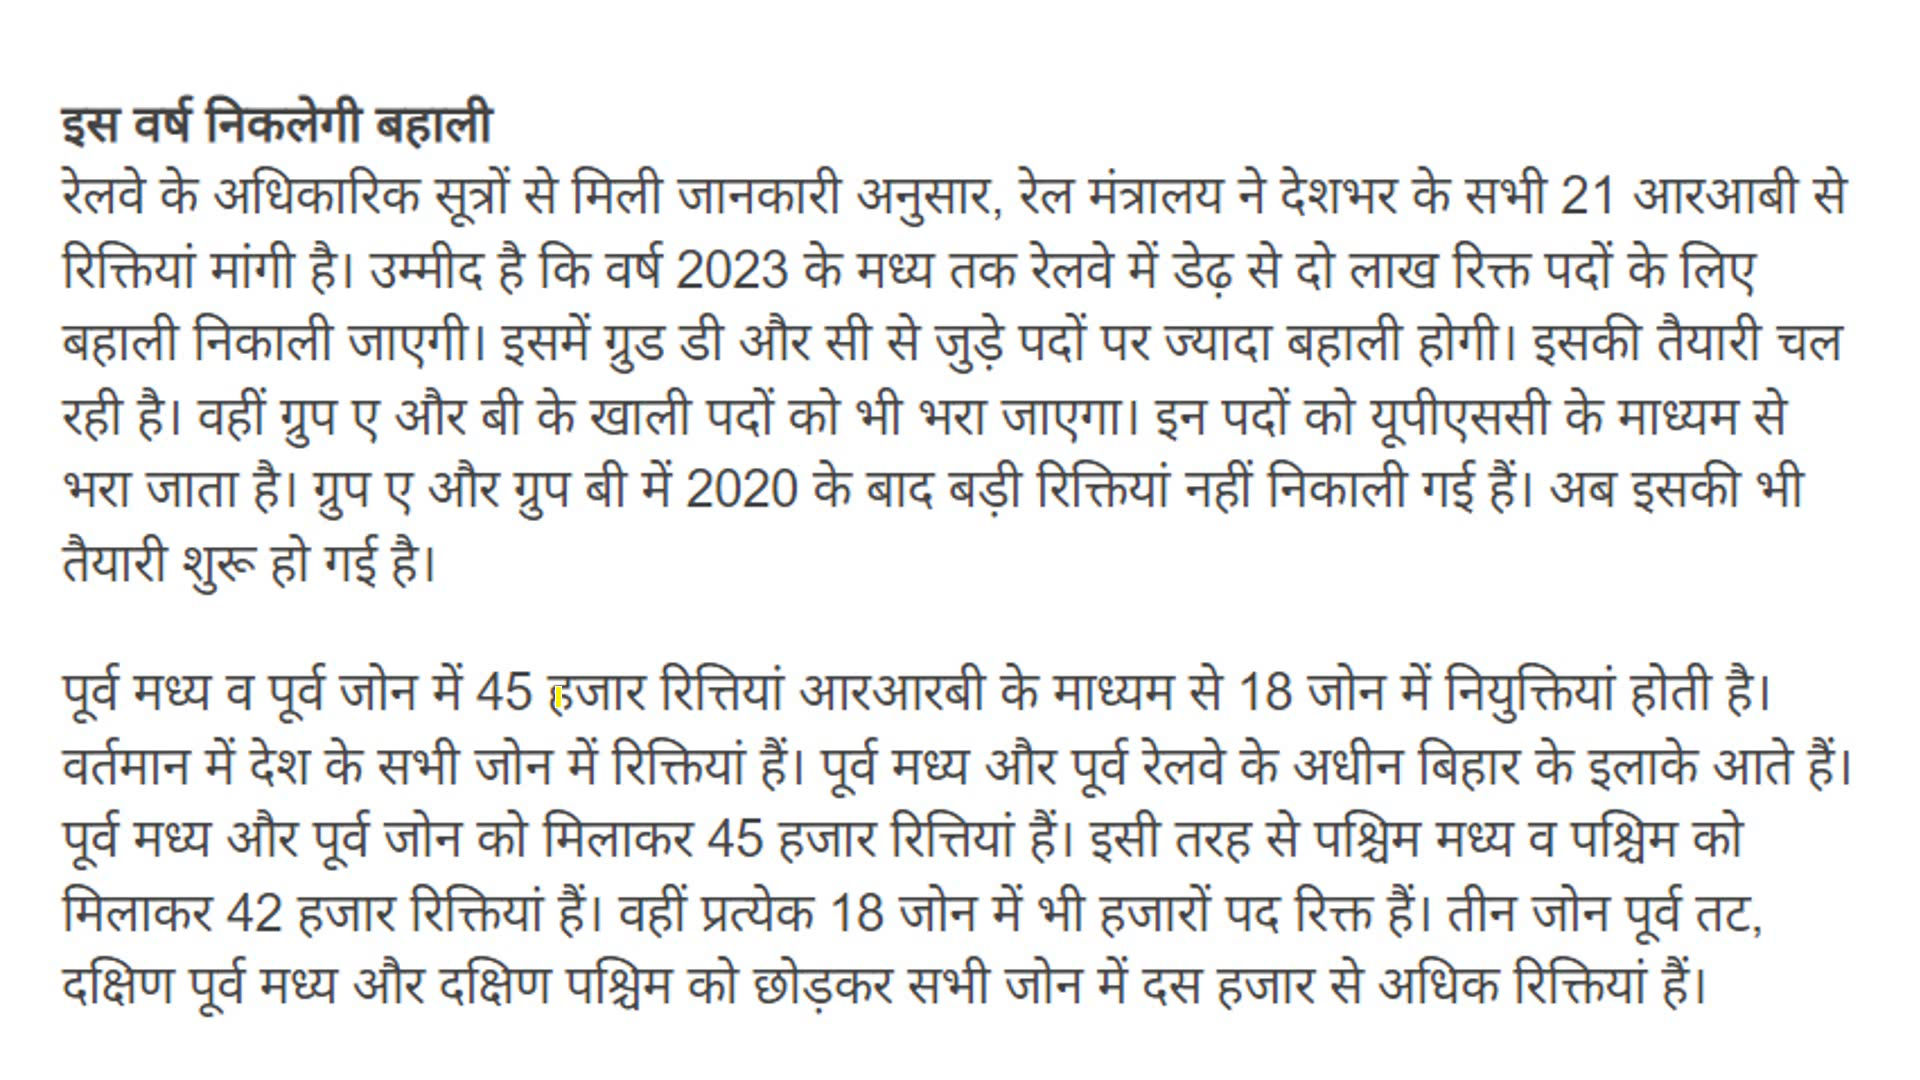 इस वर्ष निकलेगी बहाली
रेलवे के अधिकारिक सूत्रों से मिली जानकारी अनुसार, रेल मंत्रालय ने देशभर के सभी 21 आरआबी से
रिक्तियां मांगी है। उम्मीद है कि वर्ष 2023 के मध्य तक रेलवे में डेढ़ से दो लाख रिक्त पदों के लिए
बहाली निकाली जाएगी। इसमें ग्रुड डी और सी से जुड़े पदों पर ज्यादा बहाली होगी। इसकी तैयारी चल
रही है। वहीं ग्रुप ए और बी के खाली पदों को भी भरा जाएगा। इन पदों को यूपीएससी के माध्यम से
भरा जाता है। ग्रुप ए और ग्रुप बी में 2020 के बाद बड़ी रिक्तियां नहीं निकाली गई हैं। अब इसकी भी
तैयारी शुरू हो गई है।
पूर्व मध्य व पूर्व जोन में 45 हजार रित्तियां आरआरबी के माध्यम से 18 जोन में नियुक्तियां होती है।
वर्तमान में देश के सभी जोन में रिक्तियां हैं। पूर्व मध्य और पूर्व रेलवे के अधीन बिहार के इलाके आते हैं।
पूर्व मध्य और पूर्व जोन को मिलाकर 45 हजार रित्तियां हैं। इसी तरह से पश्चिम मध्य व पश्चिम को
मिलाकर 42 हजार रिक्तियां हैं। वहीं प्रत्येक 18 जोन में भी हजारों पद रिक्त हैं। तीन जोन पूर्व तट,
दक्षिण पूर्व मध्य और दक्षिण पश्चिम को छोड़कर सभी जोन में दस हजार से अधिक रिक्तियां हैं।